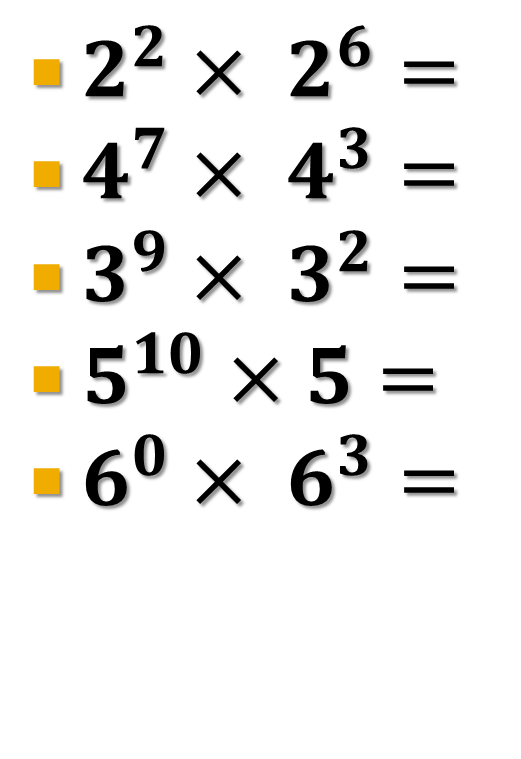 ▪ 2² × 2⁶ =
▪ 4⁷ × 4³ =
▪ 3⁹ × 3² =
▪ 5¹⁰ × 5 =
▪ 6⁰ × 6³ =